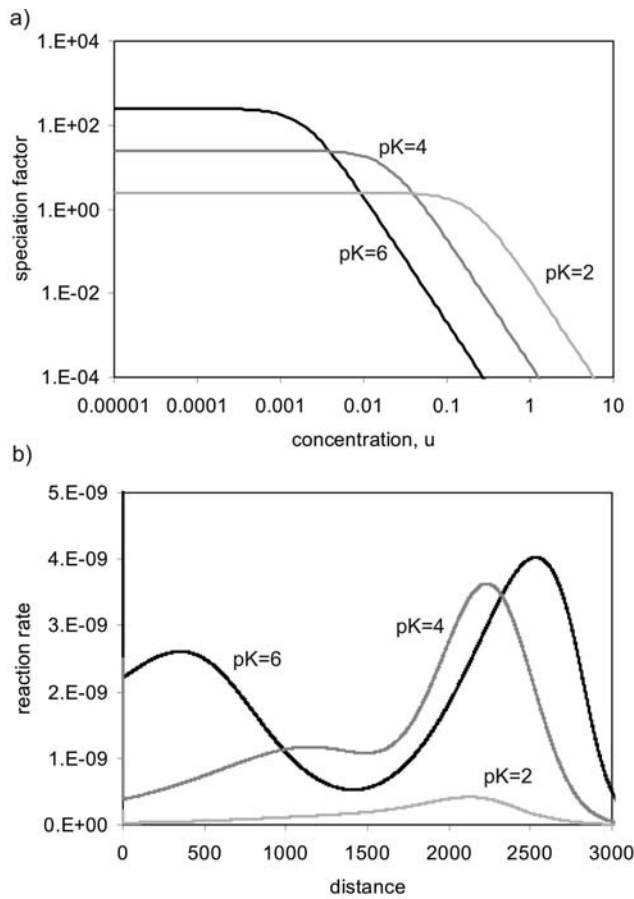 a)
1.E+04
1.E+02
1.E+00
1.E-02
1.E-04
speciation factor
pK=4
pK=6
pK=2
0.00001 0.0001 0.001 0.01 0.1 1 10
concentration, u
b)
5.E-09
4.E-09
3.E-09
2.E-09
1.E-09
0.E+00
reaction rate
pK=6
pK=4
pK=2
0 500 1000 1500 2000 2500 3000
distance